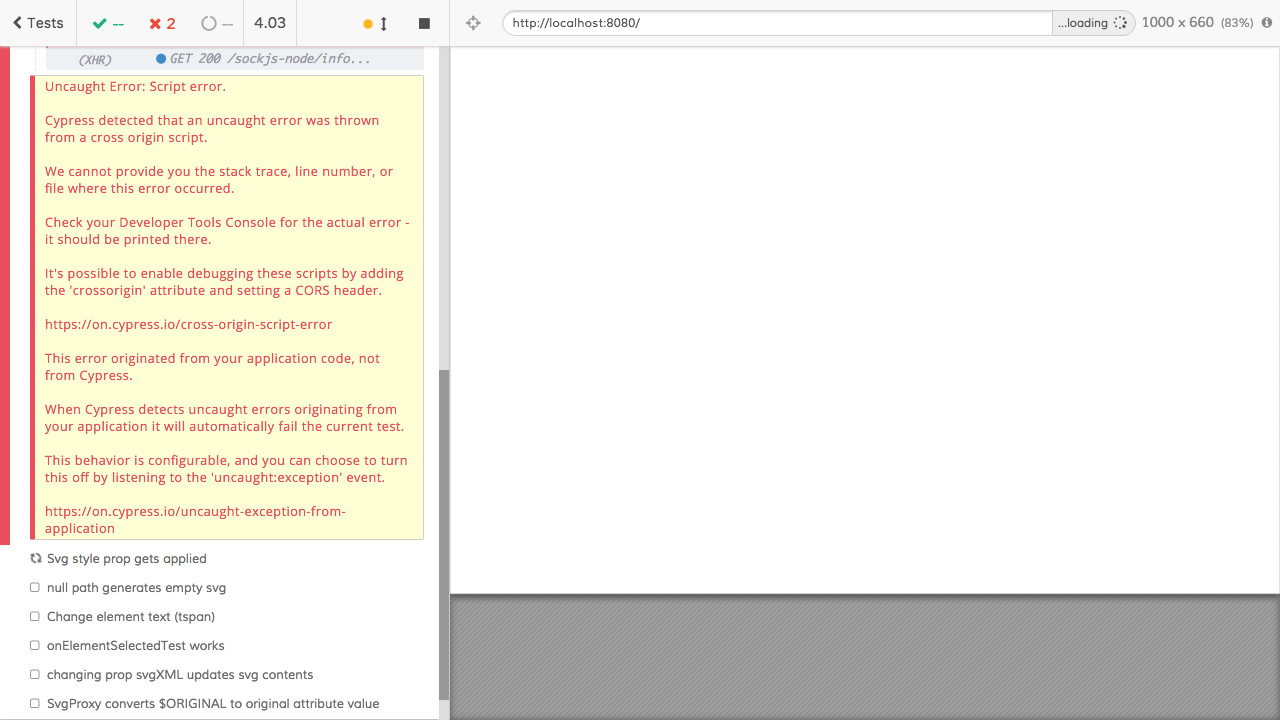 Tests -- 2 -- 4.03 http://localhost:8080/ ...loading 1000 x 660 (83%)
(XHR) GET 200 /sockjs-node/info...
Uncaught Error: Script error.
Cypress detected that an uncaught error was thrown
from a cross origin script.
We cannot provide you the stack trace, line number, or
file where this error occurred.
Check your Developer Tools Console for the actual error -
it should be printed there.
It's possible to enable debugging these scripts by adding
the 'crossorigin' attribute and setting a CORS header.
https://on.cypress.io/cross-origin-script-error
This error originated from your application code, not
from Cypress.
When Cypress detects uncaught errors originating from
your application it will automatically fail the current test.
This behavior is configurable, and you can choose to turn
this off by listening to the 'uncaught:exception' event.
https://on.cypress.io/uncaught-exception-from-
application
Svg style prop gets applied
null path generates empty svg
Change element text (tspan)
onElementSelectedTest works
changing prop svgXML updates svg contents
SvgProxy converts $ORIGINAL to original attribute value